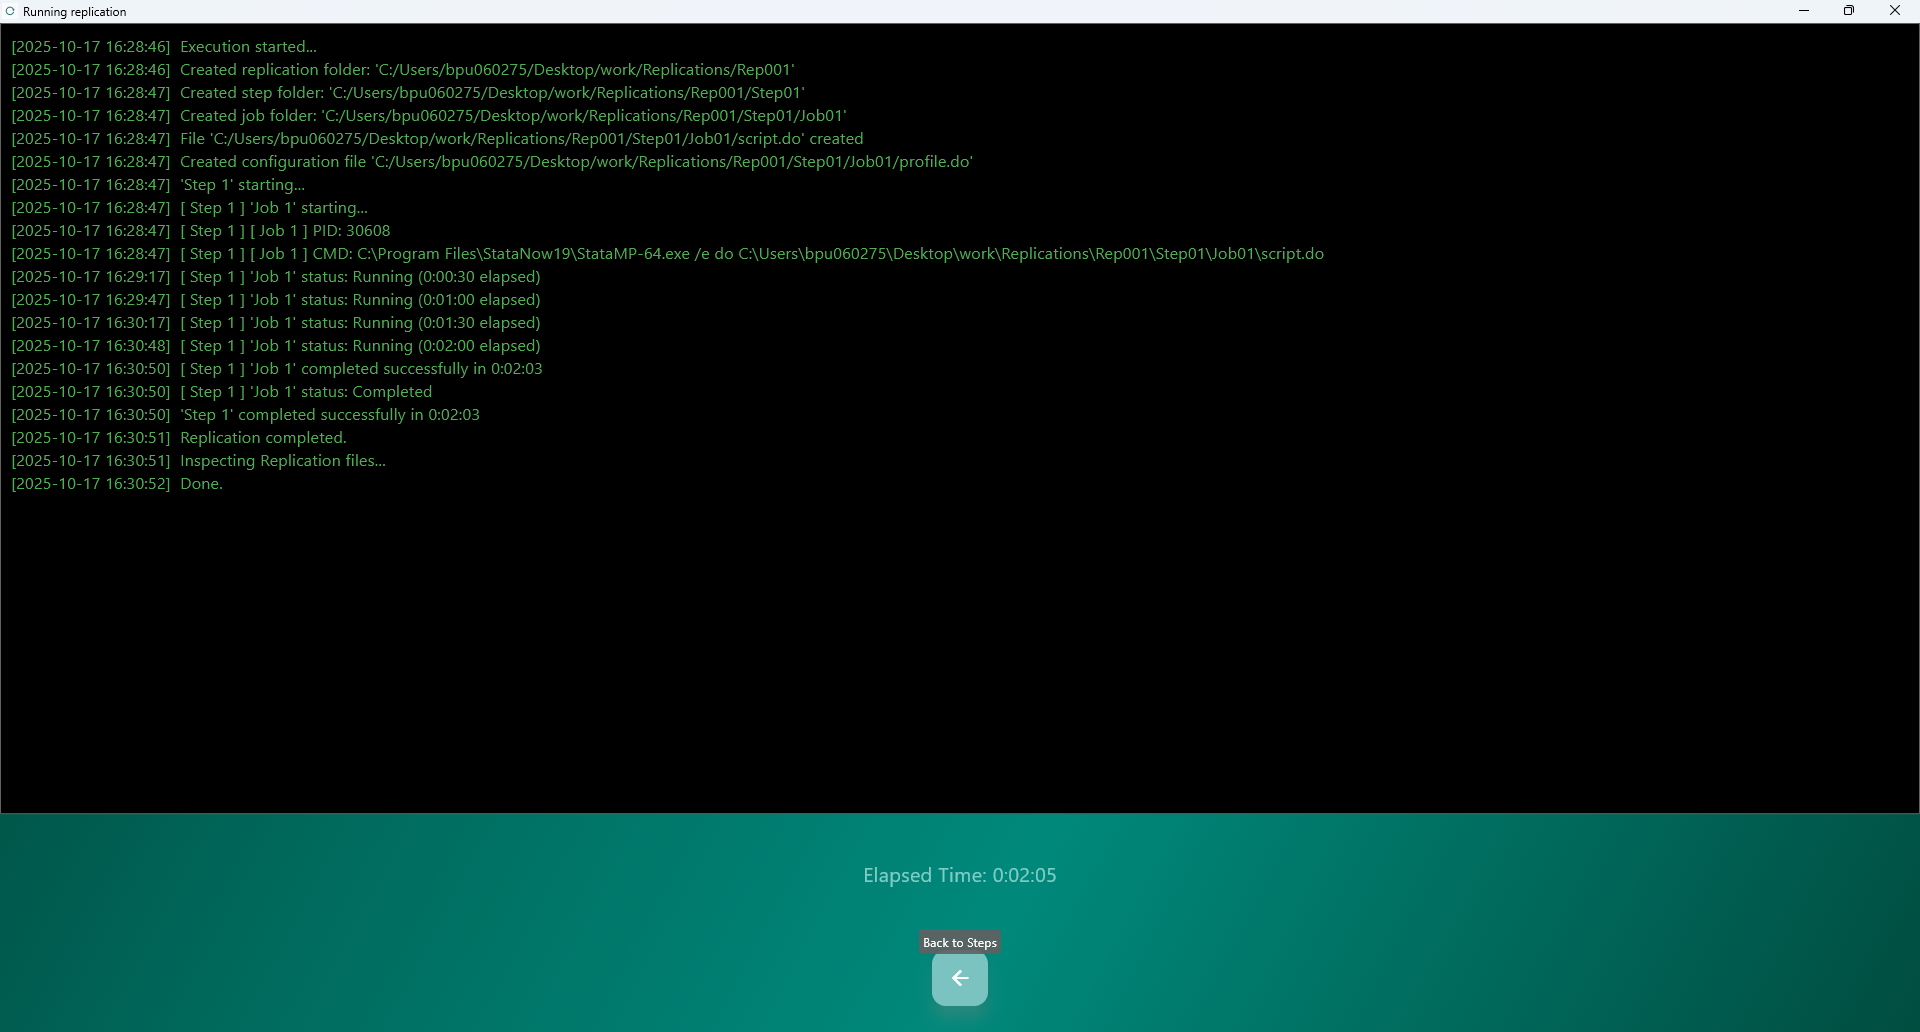 Running replication
[2025-10-17 16:28:46] Execution started...
[2025-10-17 16:28:46] Created replication folder: 'C:/Users/bpu060275/Desktop/work/Replications/Rep001'
[2025-10-17 16:28:47] Created step folder: 'C:/Users/bpu060275/Desktop/work/Replications/Rep001/Step01'
[2025-10-17 16:28:47] Created job folder: 'C:/Users/bpu060275/Desktop/work/Replications/Rep001/Step01/Job01'
[2025-10-17 16:28:47] File 'C:/Users/bpu060275/Desktop/work/Replications/Rep001/Step01/Job01/script.do' created
[2025-10-17 16:28:47] Created configuration file 'C:/Users/bpu060275/Desktop/work/Replications/Rep001/Step01/Job01/profile.do'
[2025-10-17 16:28:47] 'Step 1' starting...
[2025-10-17 16:28:47] [ Step 1 ] 'Job 1' starting...
[2025-10-17 16:28:47] [ Step 1 ] [ Job 1 ] PID: 30608
[2025-10-17 16:28:47] [ Step 1 ] [ Job 1 ] CMD: C:\Program Files\StataNow19\StataMP-64.exe /e do C:\Users\bpu060275\Desktop\work\Replications\Rep001\Step01\Job01\script.do
[2025-10-17 16:29:17] [ Step 1 ] 'Job 1' status: Running (0:00:30 elapsed)
[2025-10-17 16:29:47] [ Step 1 ] 'Job 1' status: Running (0:01:00 elapsed)
[2025-10-17 16:30:17] [ Step 1 ] 'Job 1' status: Running (0:01:30 elapsed)
[2025-10-17 16:30:48] [ Step 1 ] 'Job 1' status: Running (0:02:00 elapsed)
[2025-10-17 16:30:50] [ Step 1 ] 'Job 1' completed successfully in 0:02:03
[2025-10-17 16:30:50] [ Step 1 ] 'Job 1' status: Completed
[2025-10-17 16:30:50] 'Step 1' completed successfully in 0:02:03
[2025-10-17 16:30:51] Replication completed.
[2025-10-17 16:30:51] Inspecting Replication files...
[2025-10-17 16:30:52] Done.
Elapsed Time: 0:02:05
Back to Steps